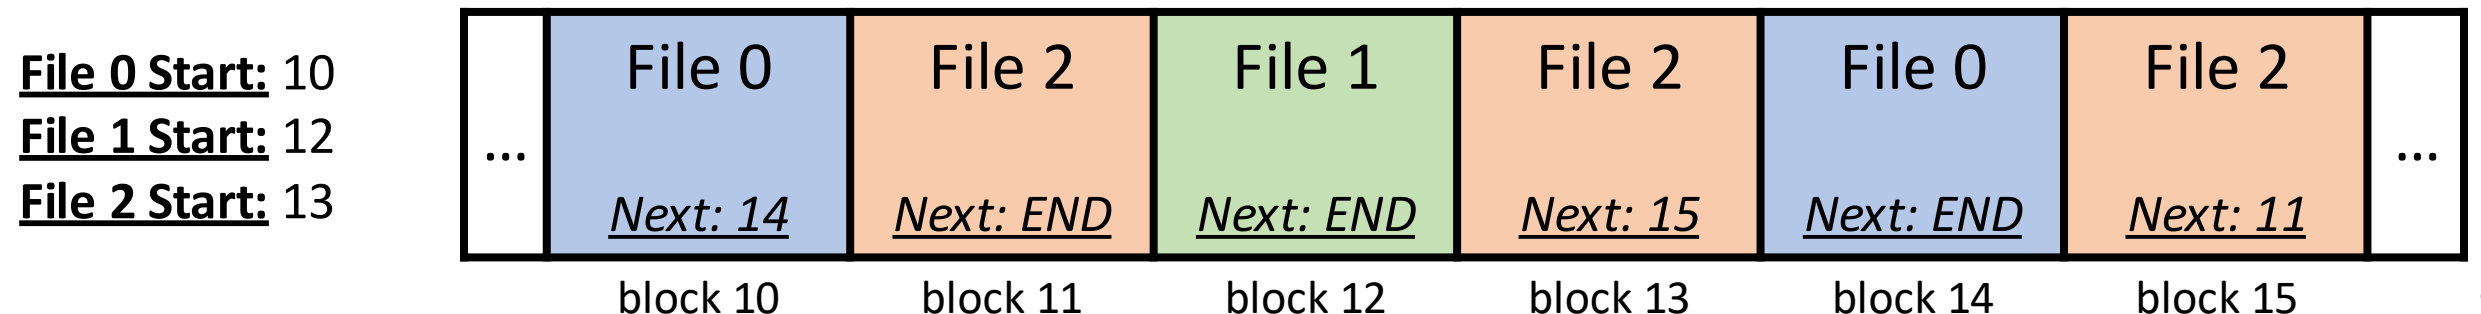 File 0 Start: 10
File 1 Start: 12
File 2 Start: 13
... File 0 File 2 File 1 File 2 File 0 File 2 ...
Next: 14 Next: END Next: END Next: 15 Next: END Next: 11
block 10 block 11 block 12 block 13 block 14 block 15